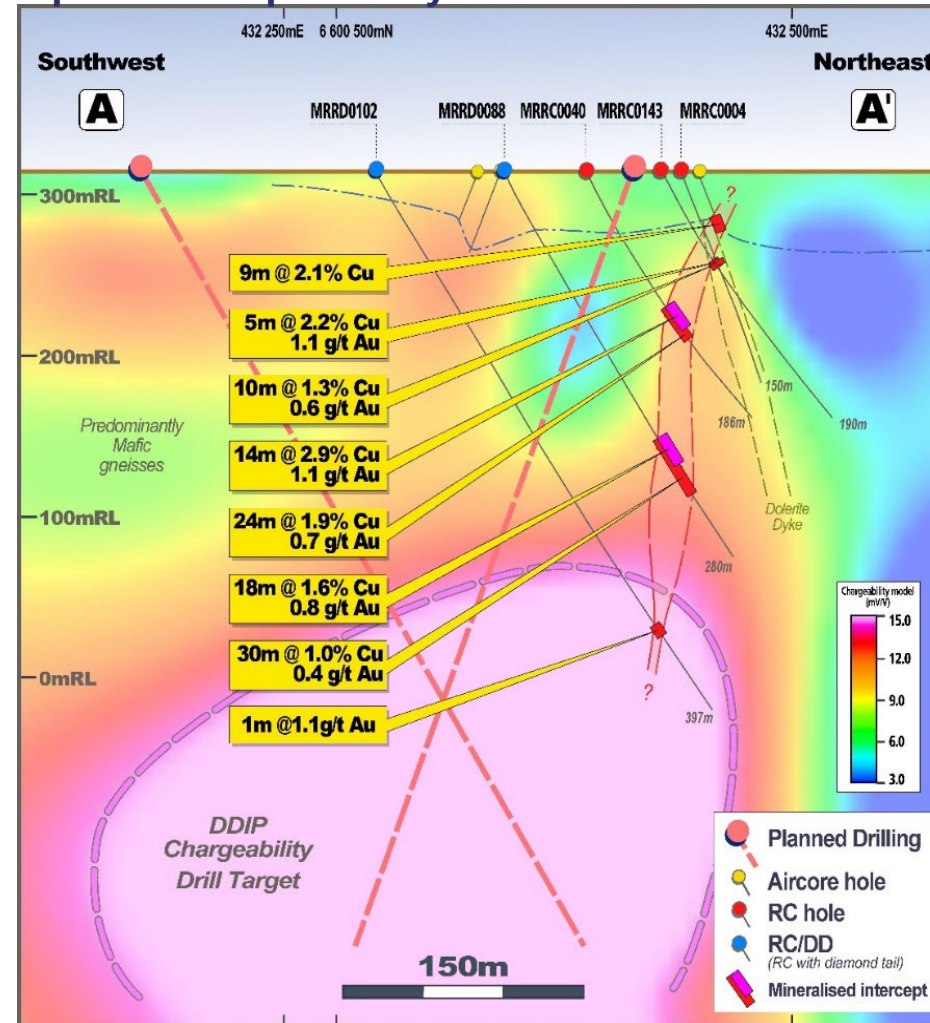 432 250mE
6 600 500mN
432 500mE
Southwest
Northeast
A
A'
MRRD0102
MRRD0088
MRRC0040
MRRC0143
MRRC0004
300mRL
200mRL
100mRL
0mRL
?
9m @ 2.1% Cu
5m @ 2.2% Cu
1.1 g/t Au
10m @ 1.3% Cu
0.6 g/t Au
14m @ 2.9% Cu
1.1 g/t Au
24m @ 1.9% Cu
0.7 g/t Au
18m @ 1.6% Cu
0.8 g/t Au
30m @ 1.0% Cu
0.4 g/t Au
1m @1.1g/t Au
Predominantly
Mafic
gneisses
150m
186m
190m
Dolerite
Dyke
280m
?
397m
DDIP
Chargeability
Drill Target
150m
Chargeability model
(mV/V)
15.0
12.0
9.0
6.0
3.0
Planned Drilling
Aircore hole
RC hole
RC/DD
(RC with diamond tail)
Mineralised intercept